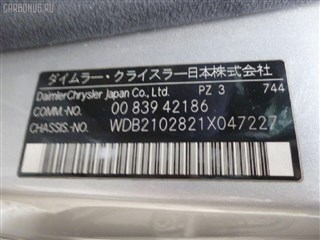 CARBONUS.RU
ダイムラー・クライスラー日本株式会社
DaimlerChrysler Japan Co., Ltd. PZ 3 744
COMM.-NO. 00 839 42186
CHASSIS.-NO. WDB2102821X047227